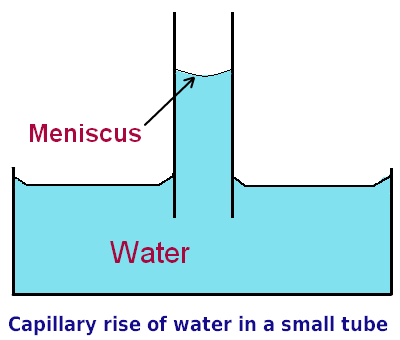 Meniscus
Water
Capillary rise of water in a small tube